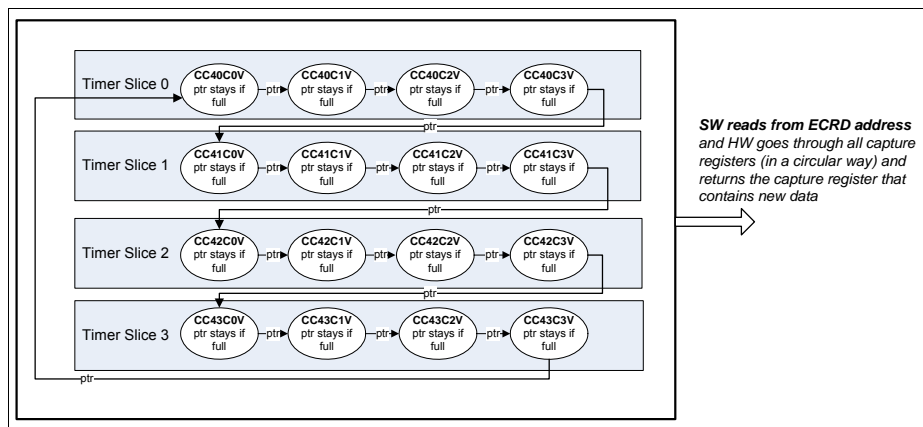 Timer Slice 0
CC40C0V
ptr stays if
full
ptr
CC40C1V
ptr stays if
full
ptr
CC40C2V
ptr stays if
full
ptr
CC40C3V
ptr stays if
full
ptr
Timer Slice 1
CC41C0V
ptr stays if
full
ptr
CC41C1V
ptr stays if
full
ptr
CC41C2V
ptr stays if
full
ptr
CC41C3V
ptr stays if
full
ptr
Timer Slice 2
CC42C0V
ptr stays if
full
ptr
CC42C1V
ptr stays if
full
ptr
CC42C2V
ptr stays if
full
ptr
CC42C3V
ptr stays if
full
ptr
Timer Slice 3
CC43C0V
ptr stays if
full
ptr
CC43C1V
ptr stays if
full
ptr
CC43C2V
ptr stays if
full
ptr
CC43C3V
ptr stays if
full
ptr
SW reads from ECRD address
and HW goes through all capture
registers (in a circular way) and
returns the capture register that
contains new data